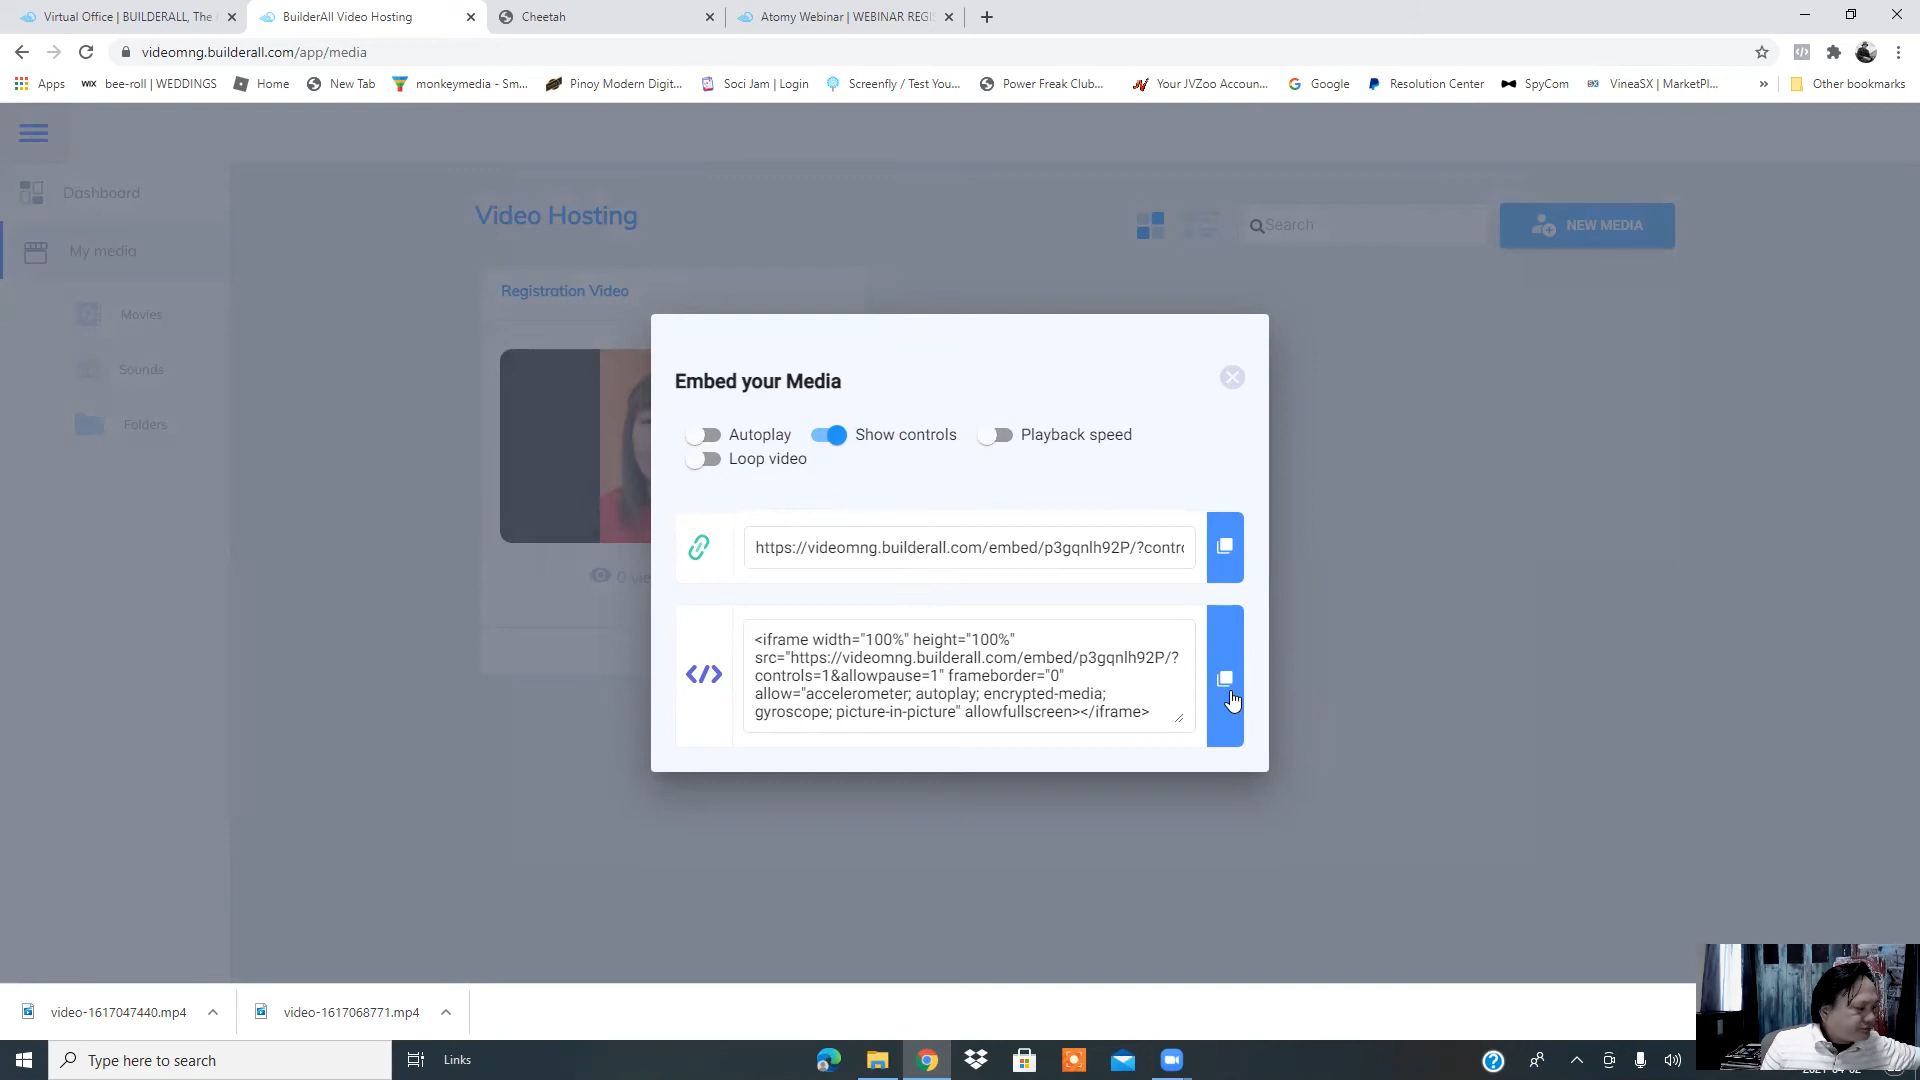 Virtual Office | BUILDERALL, The
BuilderAll Video Hosting
Cheetah
Atomy Webinar | WEBINAR REGIS
videomng.builderall.com/app/media
Apps
WIX bee-roll | WEDDINGS
Home
New Tab
monkeymedia - Sm...
Pinoy Modern Digit...
Soci Jam | Login
Screenfly / Test You...
Power Freak Club...
Your JVZoo Accoun...
Google
Resolution Center
SpyCom
VineaSX | MarketPl...
»
Other bookmarks
Dashboard
My media
Movies
Sounds
Folders
Video Hosting
Search
NEW MEDIA
Registration Video
0 vie
Embed your Media
Autoplay
Show controls
Playback speed
Loop video
https://videomng.builderall.com/embed/p3gqnlh92P/?contro
<iframe width="100%" height="100%"
src="https://videomng.builderall.com/embed/p3gqnlh92P/?
controls=1&allowpause=1" frameborder="0"
allow="accelerometer; autoplay; encrypted-media;
gyroscope; picture-in-picture" allowfullscreen></iframe>
video-1617047440.mp4
video-1617068771.mp4
Type here to search
Links